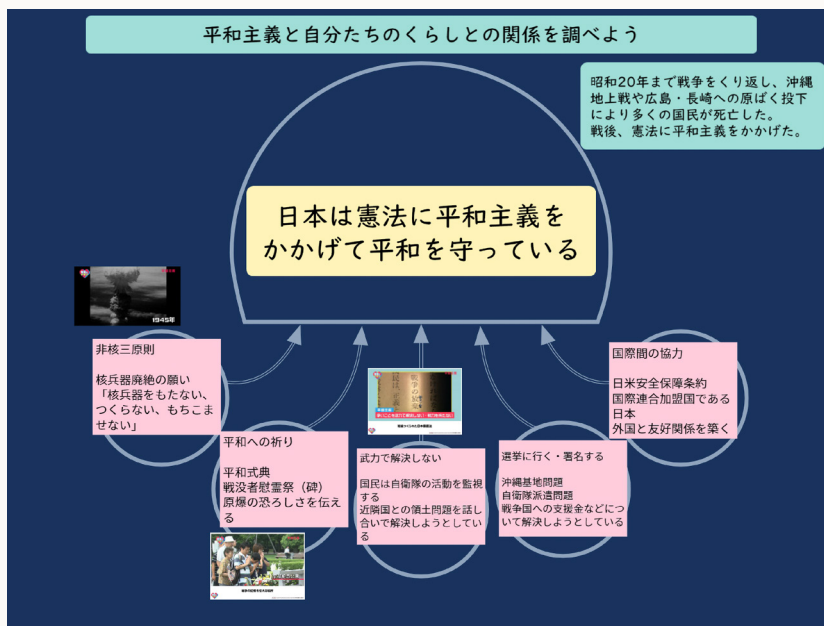 平和主義と自分たちのくらしとの関係を調べよう
昭和20年まで戦争をくり返し、沖縄
地上戦や広島・長崎への原ばく投下
により多くの国民が死亡した。
戦後、憲法に平和主義をかかげた。
日本は憲法に平和主義を
かかげて平和を守っている
1945年
非核三原則
核兵器廃絶の願い
「核兵器をもたない、
つくらない、もちこま
せない」
平和への祈り
平和式典
戦没者慰霊祭（碑）
原爆の恐ろしさを伝え
る
武力で解決しない
国民は自衛隊の活動を監視
する
近隣国との領土問題を話し
合いで解決しようとしてい
る
選挙に行く・署名する
沖縄基地問題
自衛隊派遣問題
戦争国への支援金などにつ
いて解決しようとしている
国際間の協力
日米安全保障条約
国際連合加盟国である
日本
外国と友好関係を築く